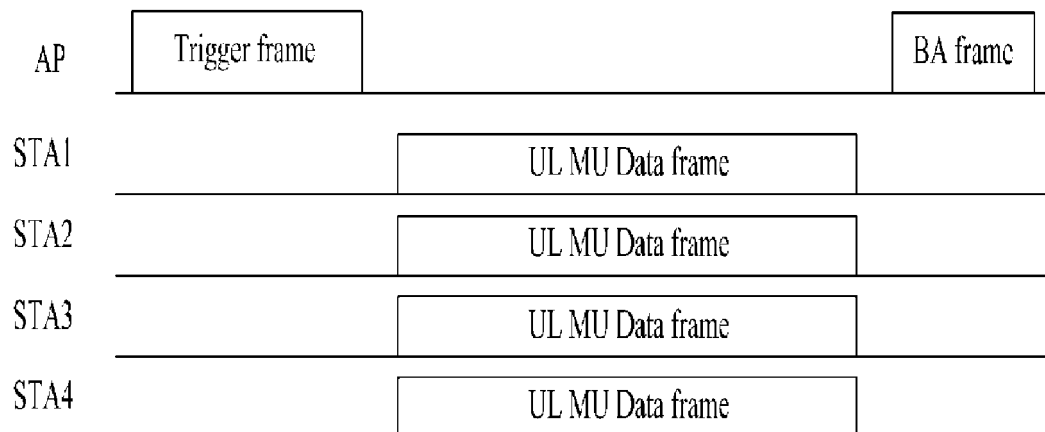 AP
Trigger frame
BA frame
STA1
UL MU Data frame
STA2
UL MU Data frame
STA3
UL MU Data frame
STA4
UL MU Data frame